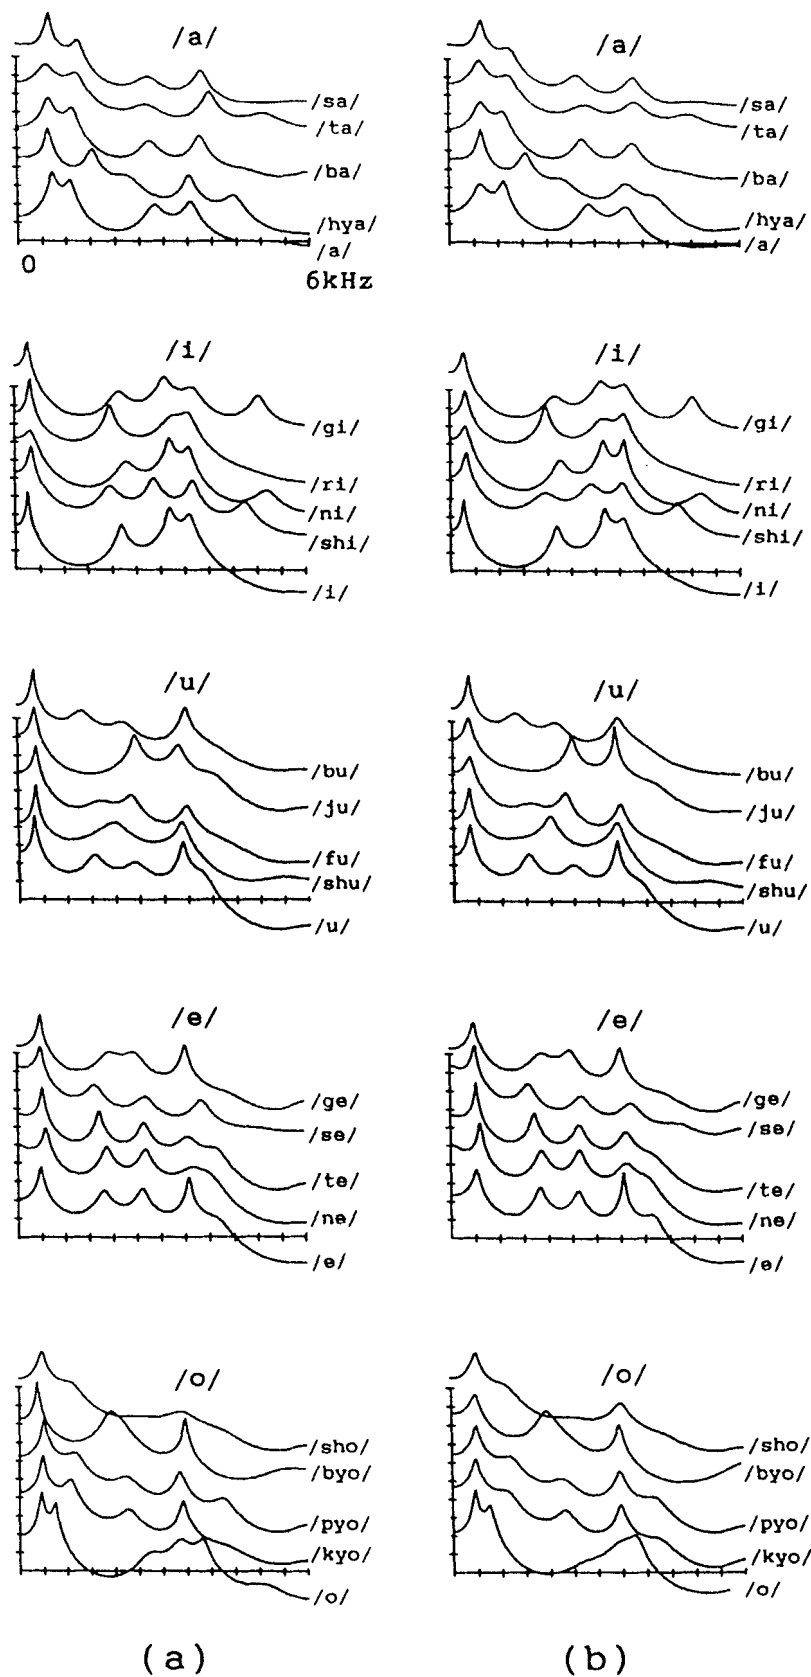 /a/ /a/
/sa/ /sa/
/ta/ /ta/
/ba/ /ba/
/hya/ /hya/
/a/ /a/
0 6kHz
/i/ /i/
/gi/ /gi/
/ri/ /ri/
/ni/ /ni/
/shi/ /shi/
/i/ /i/
/u/ /u/
/bu/ /bu/
/ju/ /ju/
/fu/ /fu/
/shu/ /shu/
/u/ /u/
/e/ /e/
/ge/ /ge/
/se/ /se/
/te/ /te/
/ne/ /ne/
/e/ /e/
/o/ /o/
/sho/ /sho/
/byo/ /byo/
/pyo/ /pyo/
/kyo/ /kyo/
/o/ /o/
(a) (b)